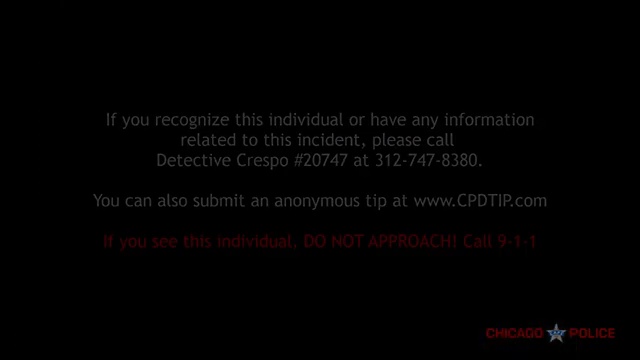 If you recognize this individual or have any information
related to this incident, please call
Detective Crespo #20747 at 312-747-8380.
You can also submit an anonymous tip at www.CPDTIP.com
If you see this individual, DO NOT APPROACH! Call 9-1-1
CHICAGO POLICE